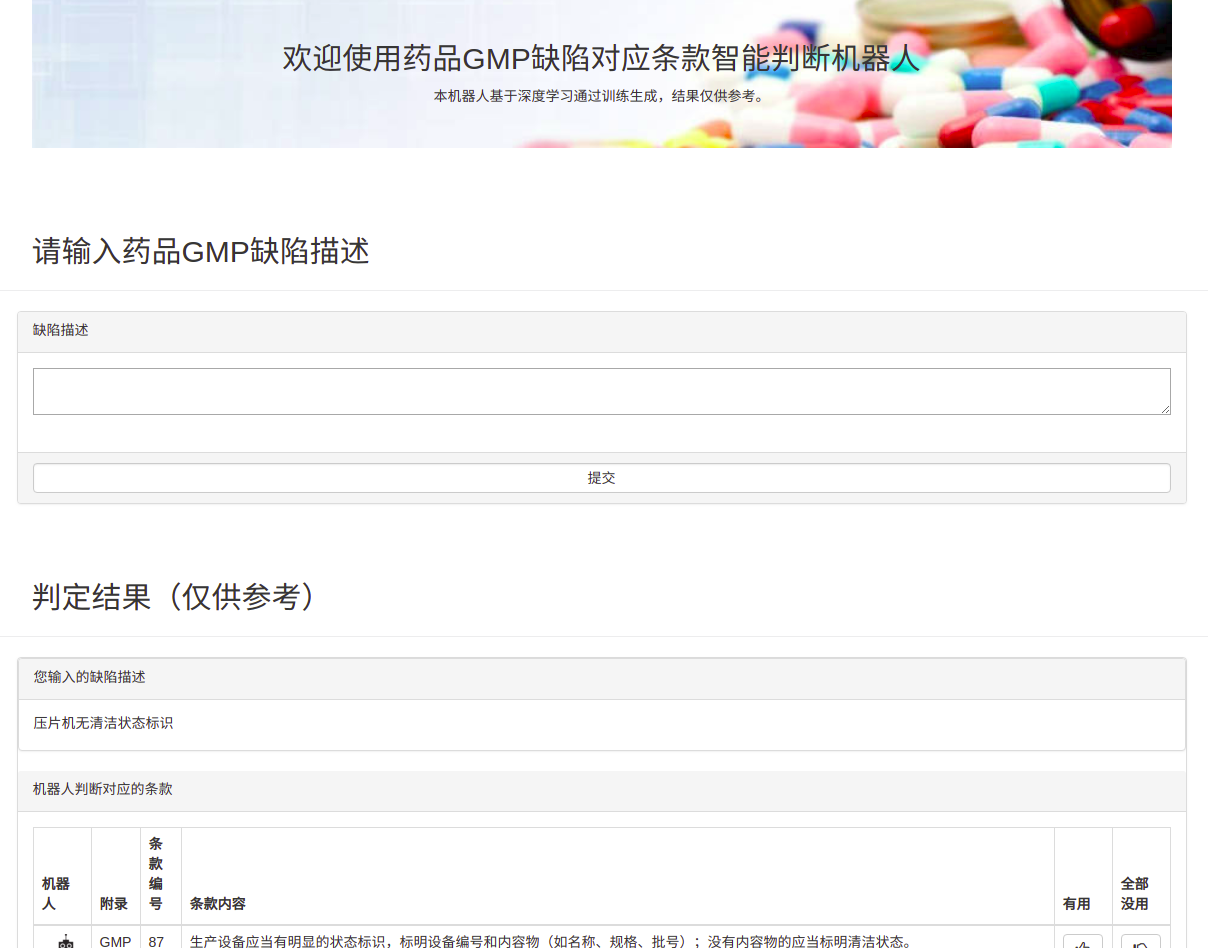 欢迎使用药品GMP缺陷对应条款智能判断机器人
本机器人基于深度学习通过训练生成，结果仅供参考。
请输入药品GMP缺陷描述
缺陷描述
提交
判定结果（仅供参考）
您输入的缺陷描述
压片机无清洁状态标识
机器人判断对应的条款
机器
人
附录
条
款
编
号
条款内容
有用
全部
没用
GMP
87
生产设备应当有明显的状态标识，标明设备编号和内容物（如名称、规格、批号）；没有内容物的应当标明清洁状态。